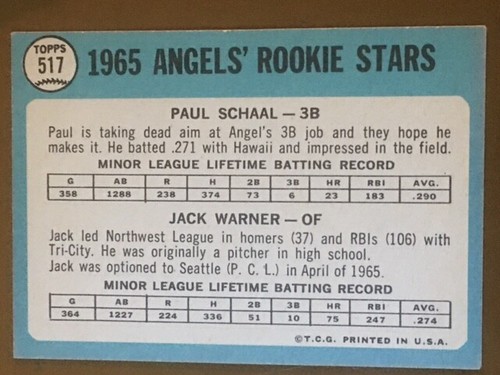 TOPPS
517
1965 ANGELS' ROOKIE STARS
PAUL SCHAAL — 3B
Paul is taking dead aim at Angel's 3B job and they hope he
makes it. He batted .271 with Hawaii and impressed in the field.
MINOR LEAGUE LIFETIME BATTING RECORD
G AB R H 2B 3B HR RBI AVG.
358 1288 238 374 73 6 23 183 .290
JACK WARNER — OF
Jack led Northwest League in homers (37) and RBIs (106) with
Tri-City. He was originally a pitcher in high school.
Jack was optioned to Seattle (P. C. L.) in April of 1965.
MINOR LEAGUE LIFETIME BATTING RECORD
G AB R H 2B 3B HR RBI AVG.
364 1227 224 336 51 10 75 247 .274
©T.C.G. PRINTED IN U.S.A.